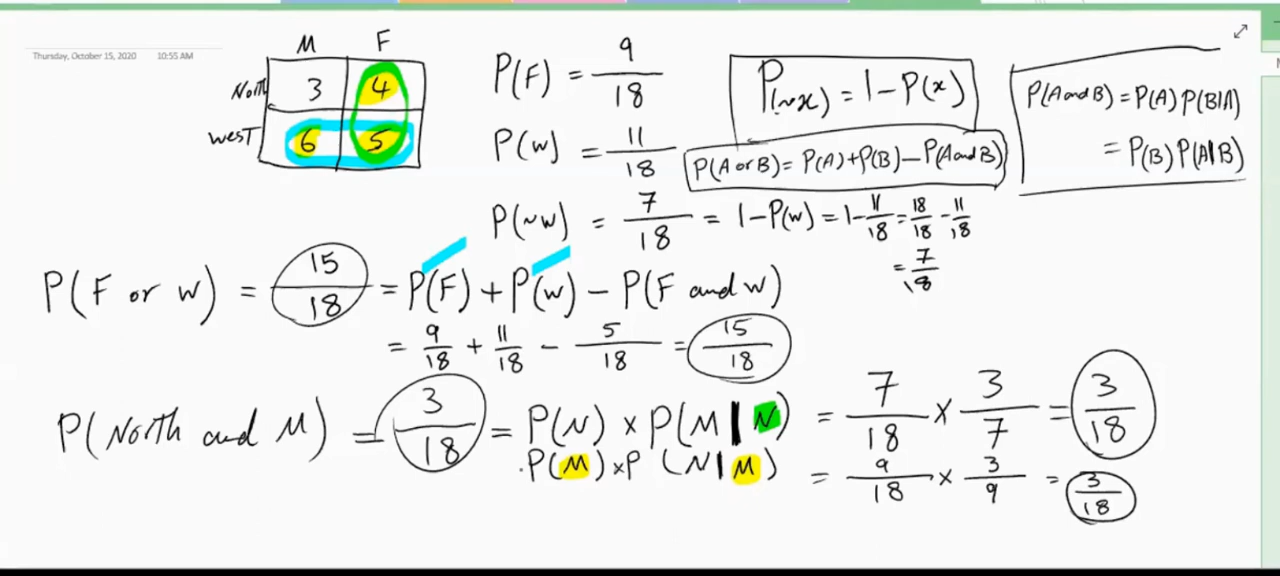 Thursday, October 15, 2020 10:55 AM
M F
North 3 4
West 6 5
P(F) = 9/18
P(w) = 11/18
P(~x) = 1-P(x)
P(A or B) = P(A)+P(B)-P(A and B)
P(A and B) = P(A) P(B|A)
= P(B) P(A|B)
P(~w) = 7/18 = 1-P(w) = 1-11/18 = 18/18 - 11/18
= 7/18
P(F or w) = 15/18 = P(F) + P(w) - P(F and w)
= 9/18 + 11/18 - 5/18 = 15/18
P(North and M) = 3/18 = P(N) × P(M|N) = 7/18 × 3/7 = 3/18
P(M) × P(N|M) = 9/18 × 3/9 = 3/18